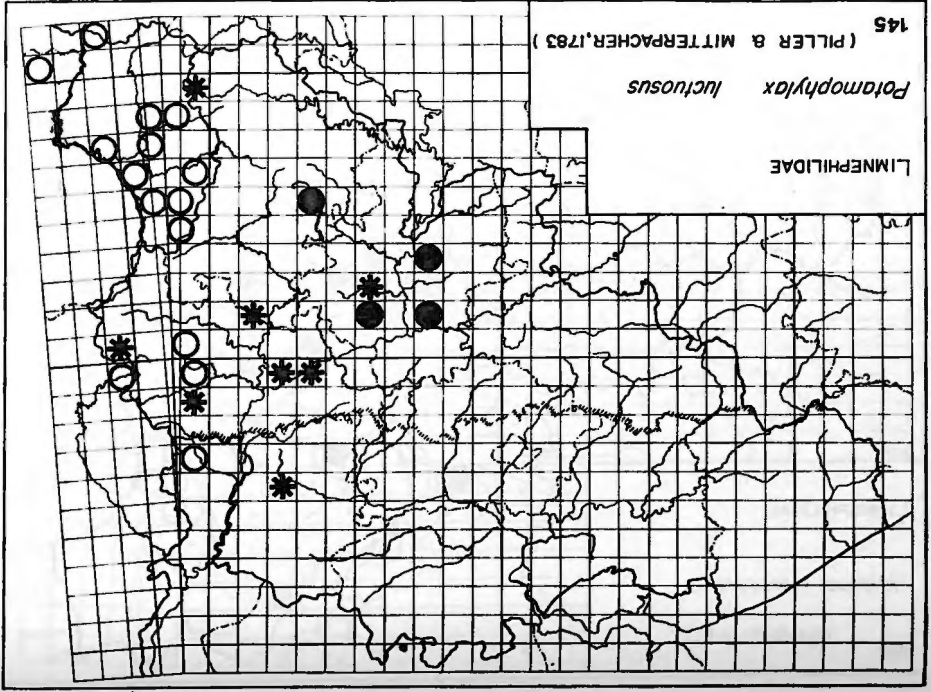 LIMNEPHILIDAE
Potamophylax luctuosus
(PILLER & MITTERPACHER,1783)
145